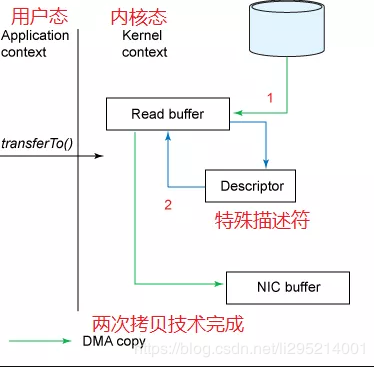 用户态
Application
context
内核态
Kernel
context
1
Read buffer
transferTo()
Descriptor
2
特殊描述符
NIC buffer
两次拷贝技术完成
DMA copy
https://blog.csdn.net/li295214001